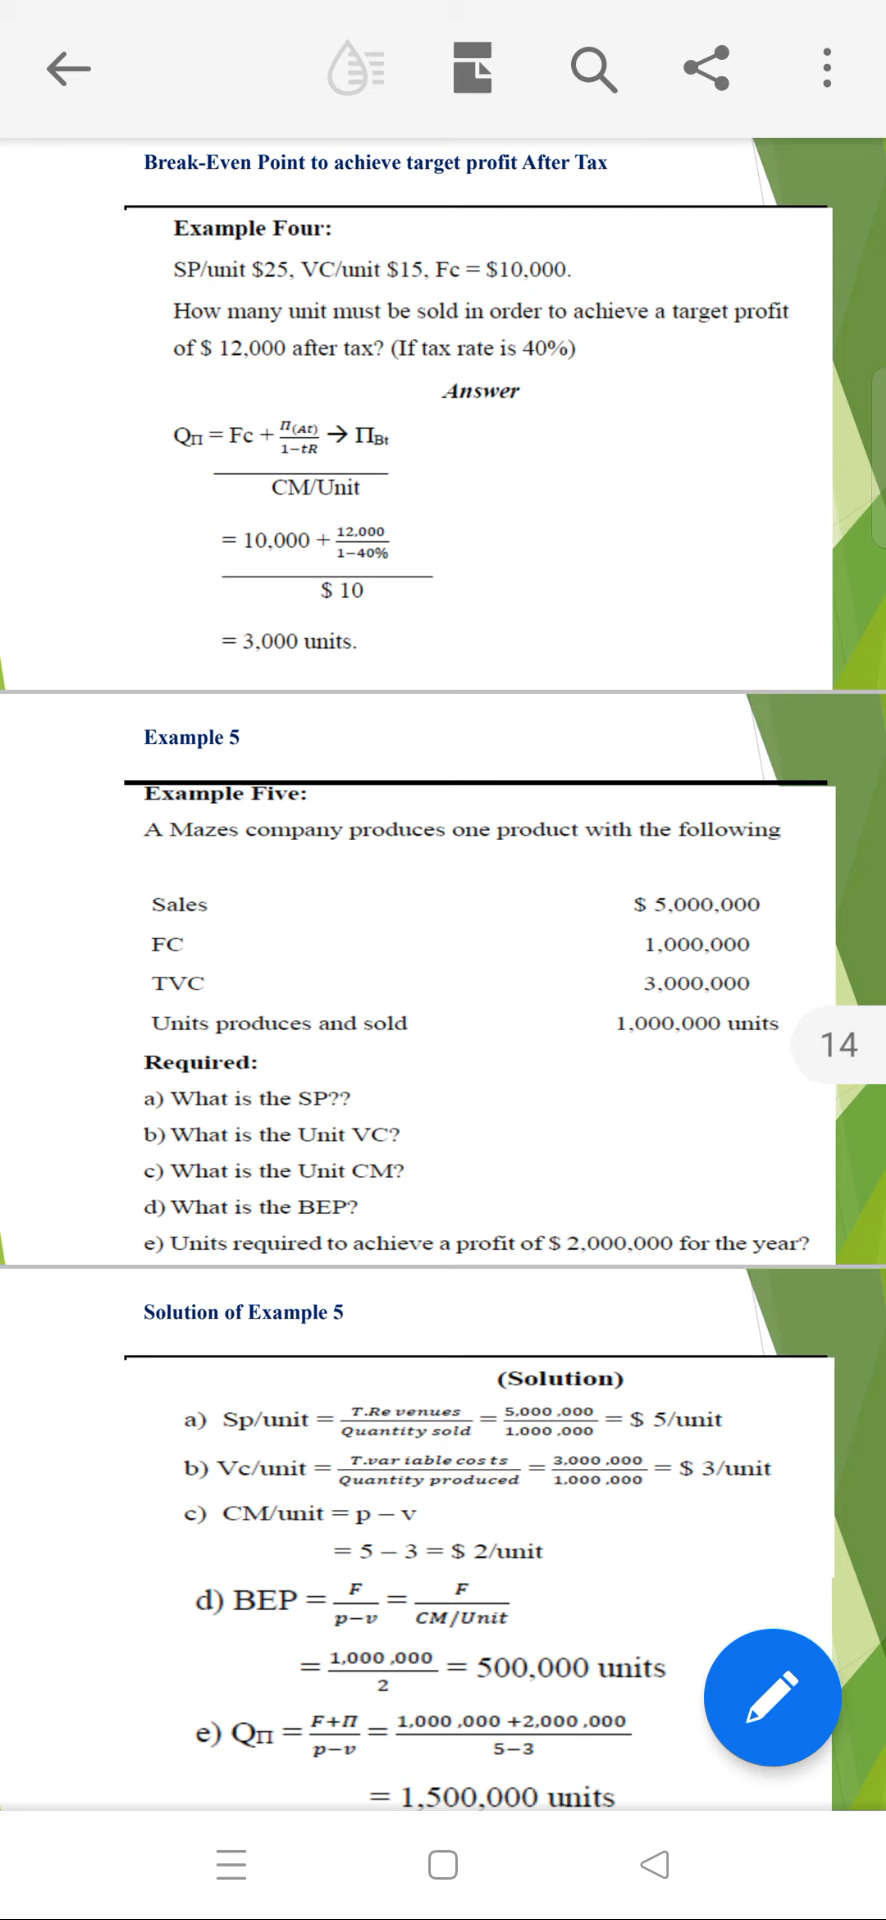 Break-Even Point to achieve target profit After Tax
Example Four:
SP/unit $25, VC/unit $15, Fc = $10,000.
How many unit must be sold in order to achieve a target profit
of $ 12,000 after tax? (If tax rate is 40%)
Answer
QΠ = Fc + Π(At)/1−tR → ΠBt
CM/Unit
= 10,000 + 12,000/1−40%
$ 10
= 3,000 units.
Example 5
Example Five:
A Mazes company produces one product with the following
Sales $ 5,000,000
FC 1,000,000
TVC 3,000,000
Units produces and sold 1,000,000 units
14
Required:
a) What is the SP??
b) What is the Unit VC?
c) What is the Unit CM?
d) What is the BEP?
e) Units required to achieve a profit of $ 2,000,000 for the year?
Solution of Example 5
(Solution)
a) Sp/unit = T.Revenues/Quantity sold = 5,000,000/1,000,000 = $ 5/unit
b) Vc/unit = T.variable costs/Quantity produced = 3,000,000/1,000,000 = $ 3/unit
c) CM/unit = p – v
= 5 – 3 = $ 2/unit
d) BEP = F/p−v = F/CM/Unit
= 1,000,000/2 = 500,000 units
e) QΠ = F+Π/p−v = 1,000,000+2,000,000/5−3
= 1,500,000 units